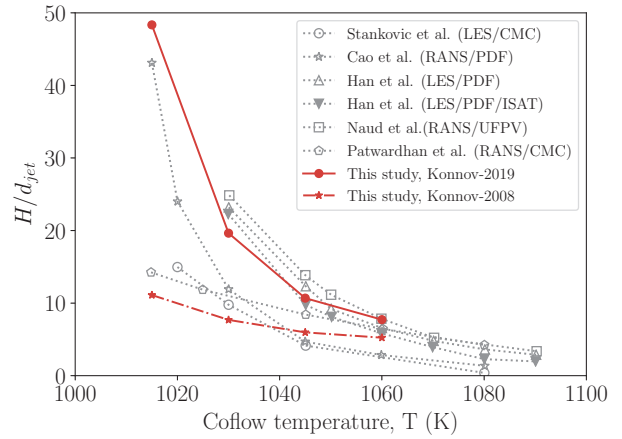 50
40
30
20
10
0
H/d_jet
1000
1020
1040
1060
1080
1100
Coflow temperature, T (K)
Stankovic et al. (LES/CMC)
Cao et al. (RANS/PDF)
Han et al. (LES/PDF)
Han et al. (LES/PDF/ISAT)
Naud et al.(RANS/UFPV)
Patwardhan et al. (RANS/CMC)
This study, Konnov-2019
This study, Konnov-2008